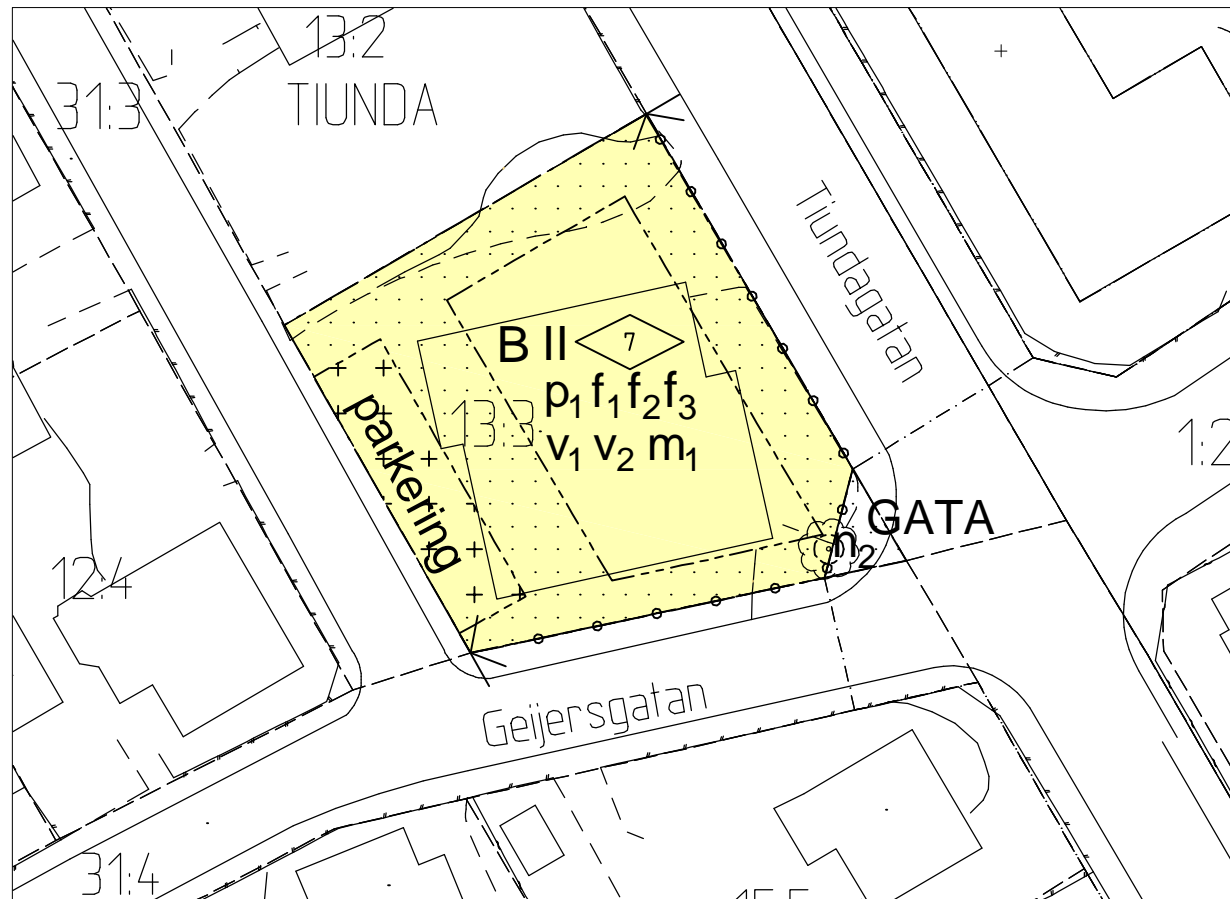 13:2
TIUNDA
31:3
Tiundagatan
B II 7
p1 f1 f2 f3
13:3
v1 v2 m1
parkering
1:2
GATA
n2
12:4
Geijersgatan
31:4